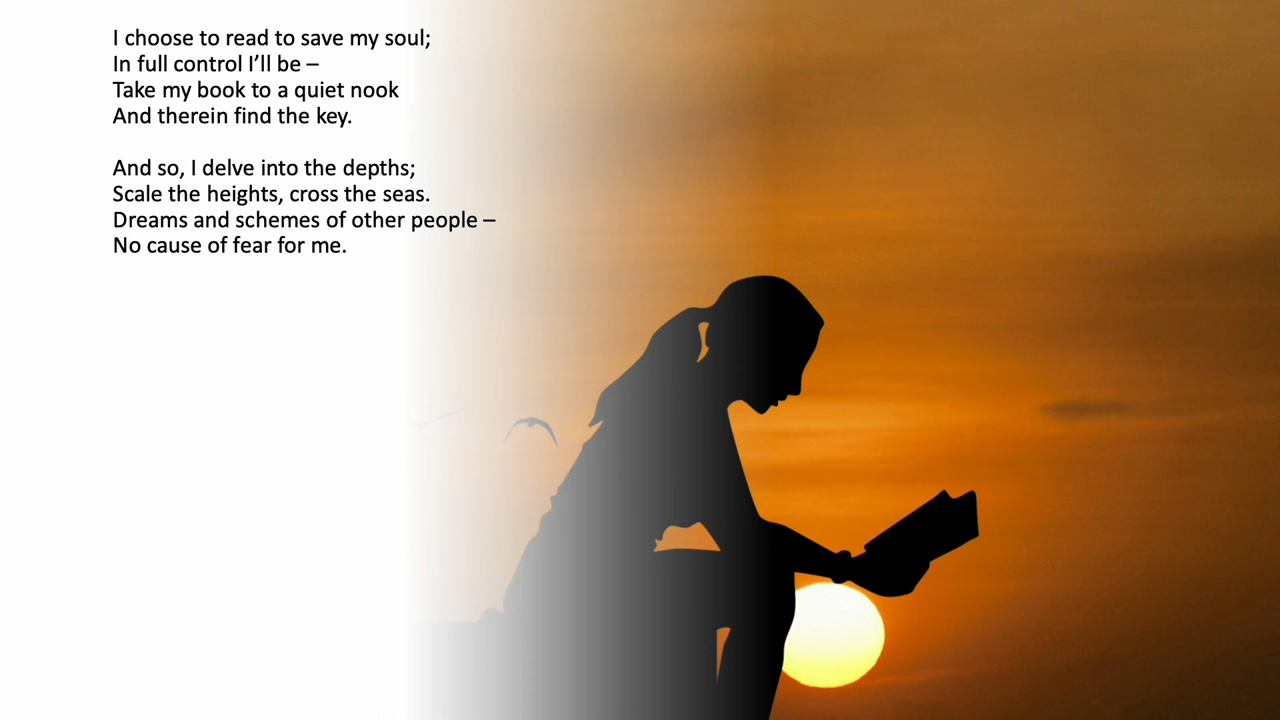 I choose to read to save my soul;
In full control I’ll be –
Take my book to a quiet nook
And therein find the key.

And so, I delve into the depths;
Scale the heights, cross the seas.
Dreams and schemes of other people –
No cause of fear for me.